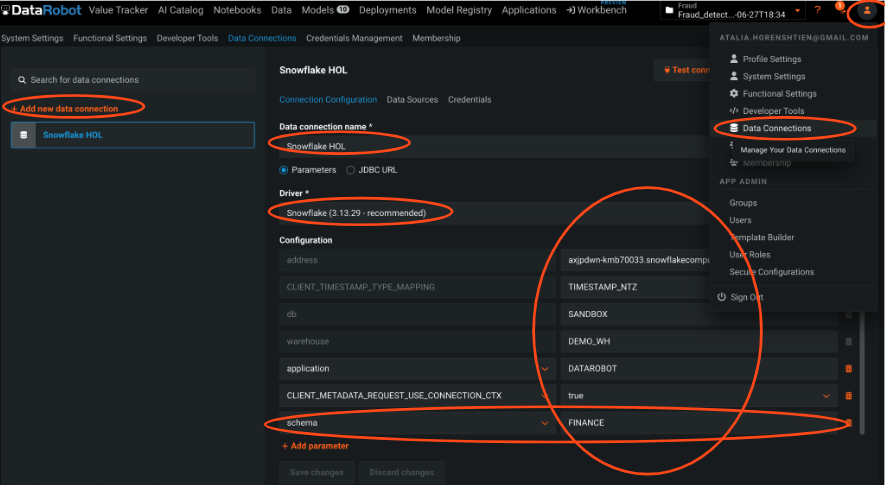 DataRobot Value Tracker AI Catalog Notebooks Data Models 10 Deployments Model Registry Applications Workbench PREVIEW Fraud
Fraud_detect...-06-27T18:34 ? 1
System Settings Functional Settings Developer Tools Data Connections Credentials Management Membership
Search for data connections
+ Add new data connection
Snowflake HOL
Snowflake HOL
Test conn
Connection Configuration Data Sources Credentials
Data connection name *
Snowflake HOL
Parameters JDBC URL
Driver *
Snowflake (3.13.29 - recommended)
Configuration
address axjpdwn-kmb70033.snowflakecompu
CLIENT_TIMESTAMP_TYPE_MAPPING TIMESTAMP_NTZ
db SANDBOX
warehouse DEMO_WH
application DATAROBOT
CLIENT_METADATA_REQUEST_USE_CONNECTION_CTX true
schema FINANCE
+ Add parameter
Save changes Discard changes
ATALIA.HORENSHTIEN@GMAIL.COM
Profile Settings
System Settings
Functional Settings
Developer Tools
Data Connections
Manage Your Data Connections
Membership
APP ADMIN
Groups
Users
Template Builder
User Roles
Secure Configurations
Sign Out